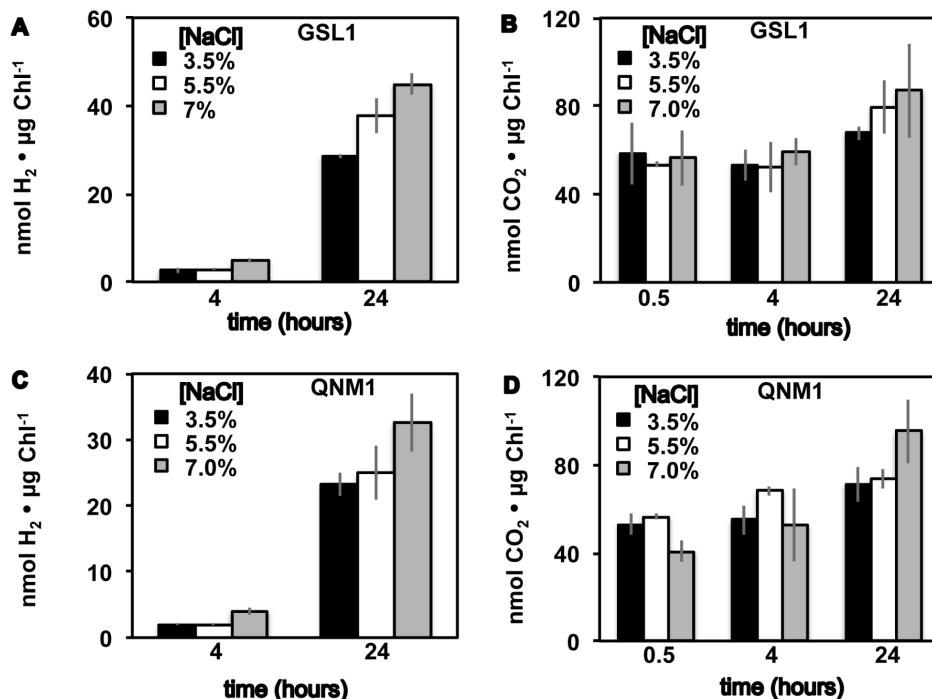 A
GSL1
[NaCl]
3.5%
5.5%
7%
nmol H₂ • µg Chl⁻¹
60
40
20
0
4
24
time (hours)
B
GSL1
[NaCl]
3.5%
5.5%
7.0%
nmol CO₂ • µg Chl⁻¹
120
80
40
0
0.5
4
24
time (hours)
C
QNM1
[NaCl]
3.5%
5.5%
7.0%
nmol H₂ • µg Chl⁻¹
40
30
20
10
0
4
24
time (hours)
D
QNM1
[NaCl]
3.5%
5.5%
7.0%
nmol CO₂ • µg Chl⁻¹
120
80
40
0
0.5
4
24
time (hours)